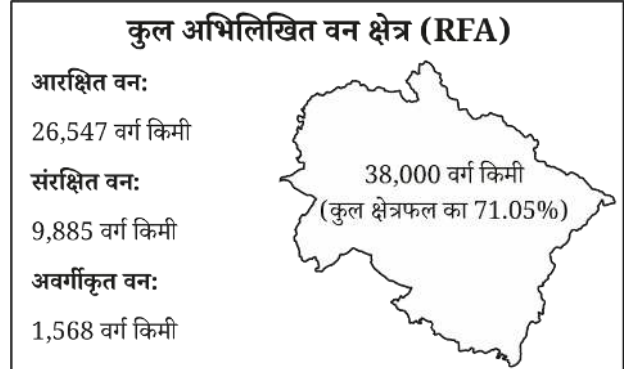 कुल अभिलिखित वन क्षेत्र (RFA)
आरक्षित वन:
26,547 वर्ग किमी
संरक्षित वन:
9,885 वर्ग किमी
अवर्गीकृत वन:
1,568 वर्ग किमी
38,000 वर्ग किमी
(कुल क्षेत्रफल का 71.05%)